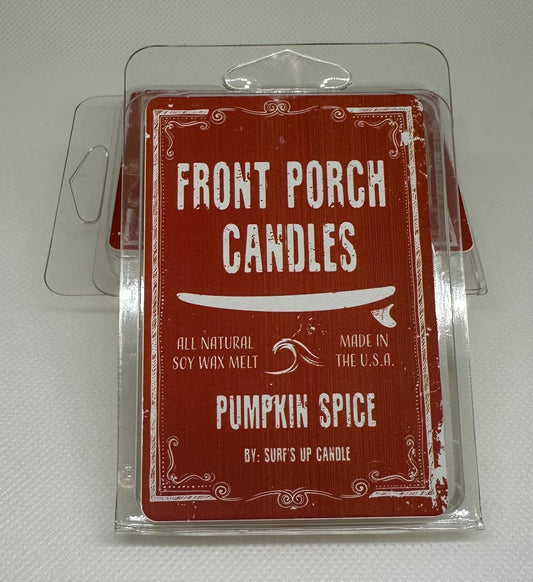 FRONT PORCH
CANDLES
ALL NATURAL
SOY WAX MELT
MADE IN
THE U.S.A.
PUMPKIN SPICE
BY: SURF'S UP CANDLE